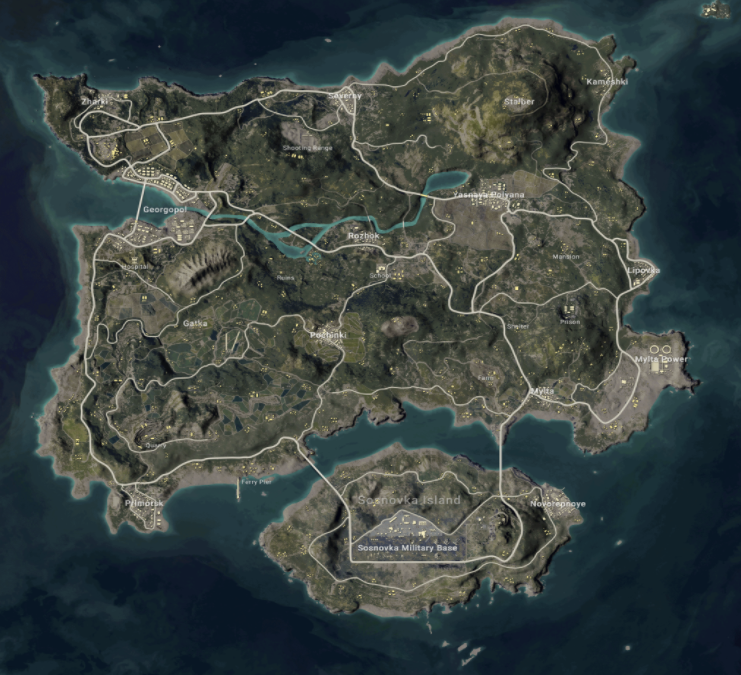 Kameshki
Zharki
Severny
Stalber
Shooting Range
Yasnaya Polyana
Georgopol
Rozhok
Mansion
Hospital
School
Lipovka
Ruins
Gatka
Pochinki
Shelter
Prison
Mylta Power
Farm
Mylta
Quarry
Ferry Pier
Primorsk
Sosnovka Island
Novorepnoye
Sosnovka Military Base